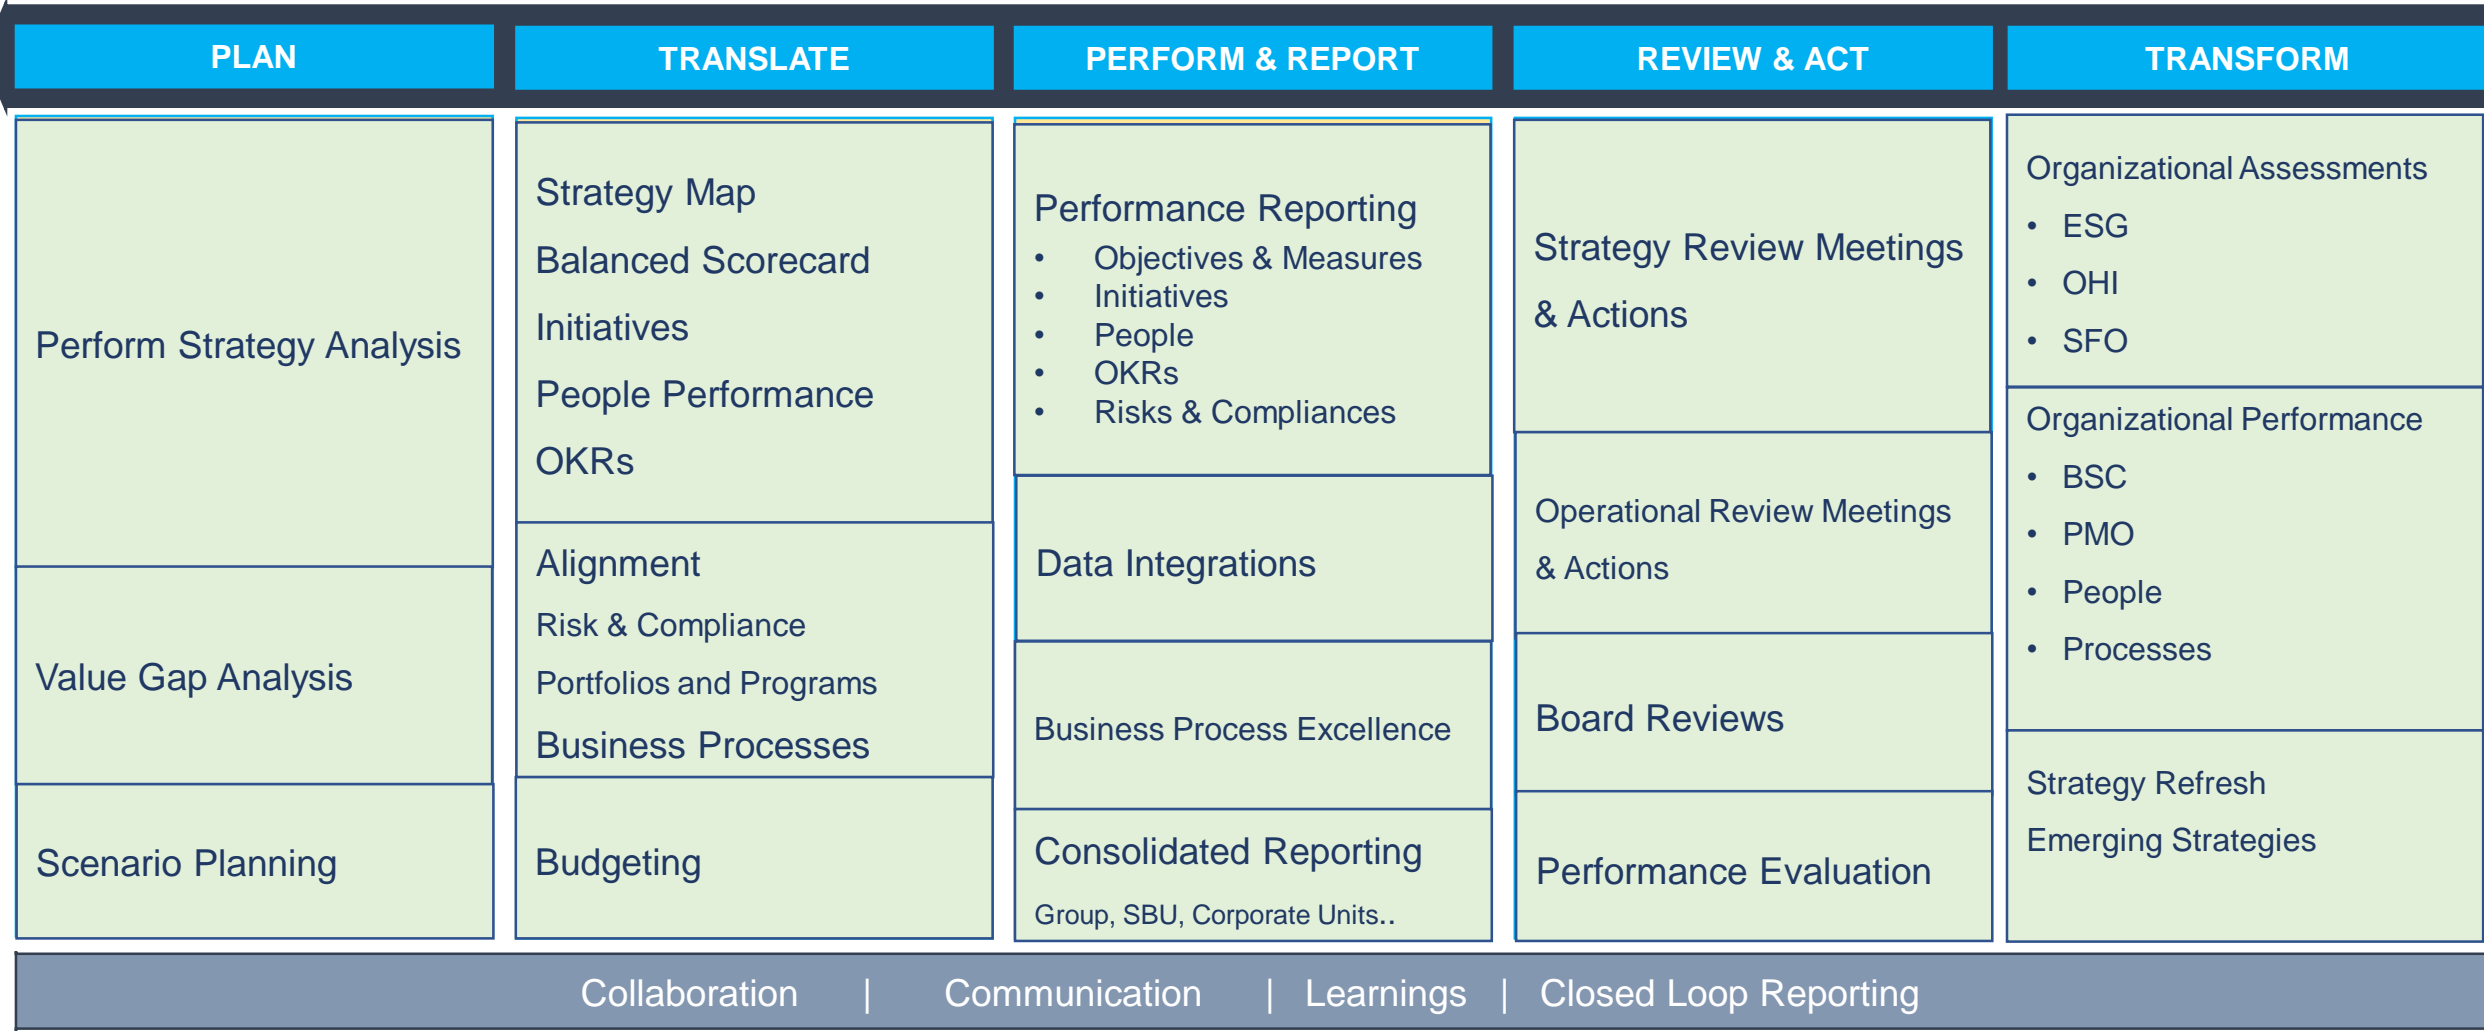 PLAN
TRANSLATE
PERFORM & REPORT
REVIEW & ACT
TRANSFORM
Perform Strategy Analysis
Value Gap Analysis
Scenario Planning
Strategy Map
Balanced Scorecard
Initiatives
People Performance
OKRs
Alignment
Risk & Compliance
Portfolios and Programs
Business Processes
Budgeting
Performance Reporting
• Objectives & Measures
• Initiatives
• People
• OKRs
• Risks & Compliances
Data Integrations
Business Process Excellence
Consolidated Reporting
Group, SBU, Corporate Units..
Strategy Review Meetings
& Actions
Operational Review Meetings
& Actions
Board Reviews
Performance Evaluation
Organizational Assessments
• ESG
• OHI
• SFO
Organizational Performance
• BSC
• PMO
• People
• Processes
Strategy Refresh
Emerging Strategies
Collaboration | Communication | Learnings | Closed Loop Reporting